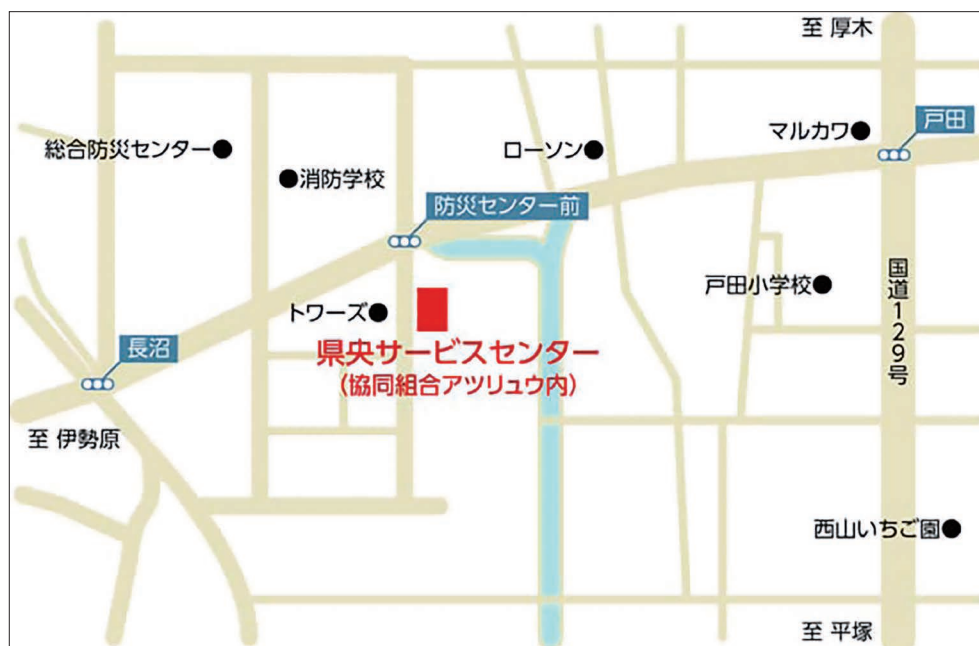 至 厚木
戸田
マルカワ
ローソン
総合防災センター
消防学校
防災センター前
国道129号
戸田小学校
トワーズ
長沼
県央サービスセンター
(協同組合アツリュウ内)
至 伊勢原
西山いちご園
至 平塚